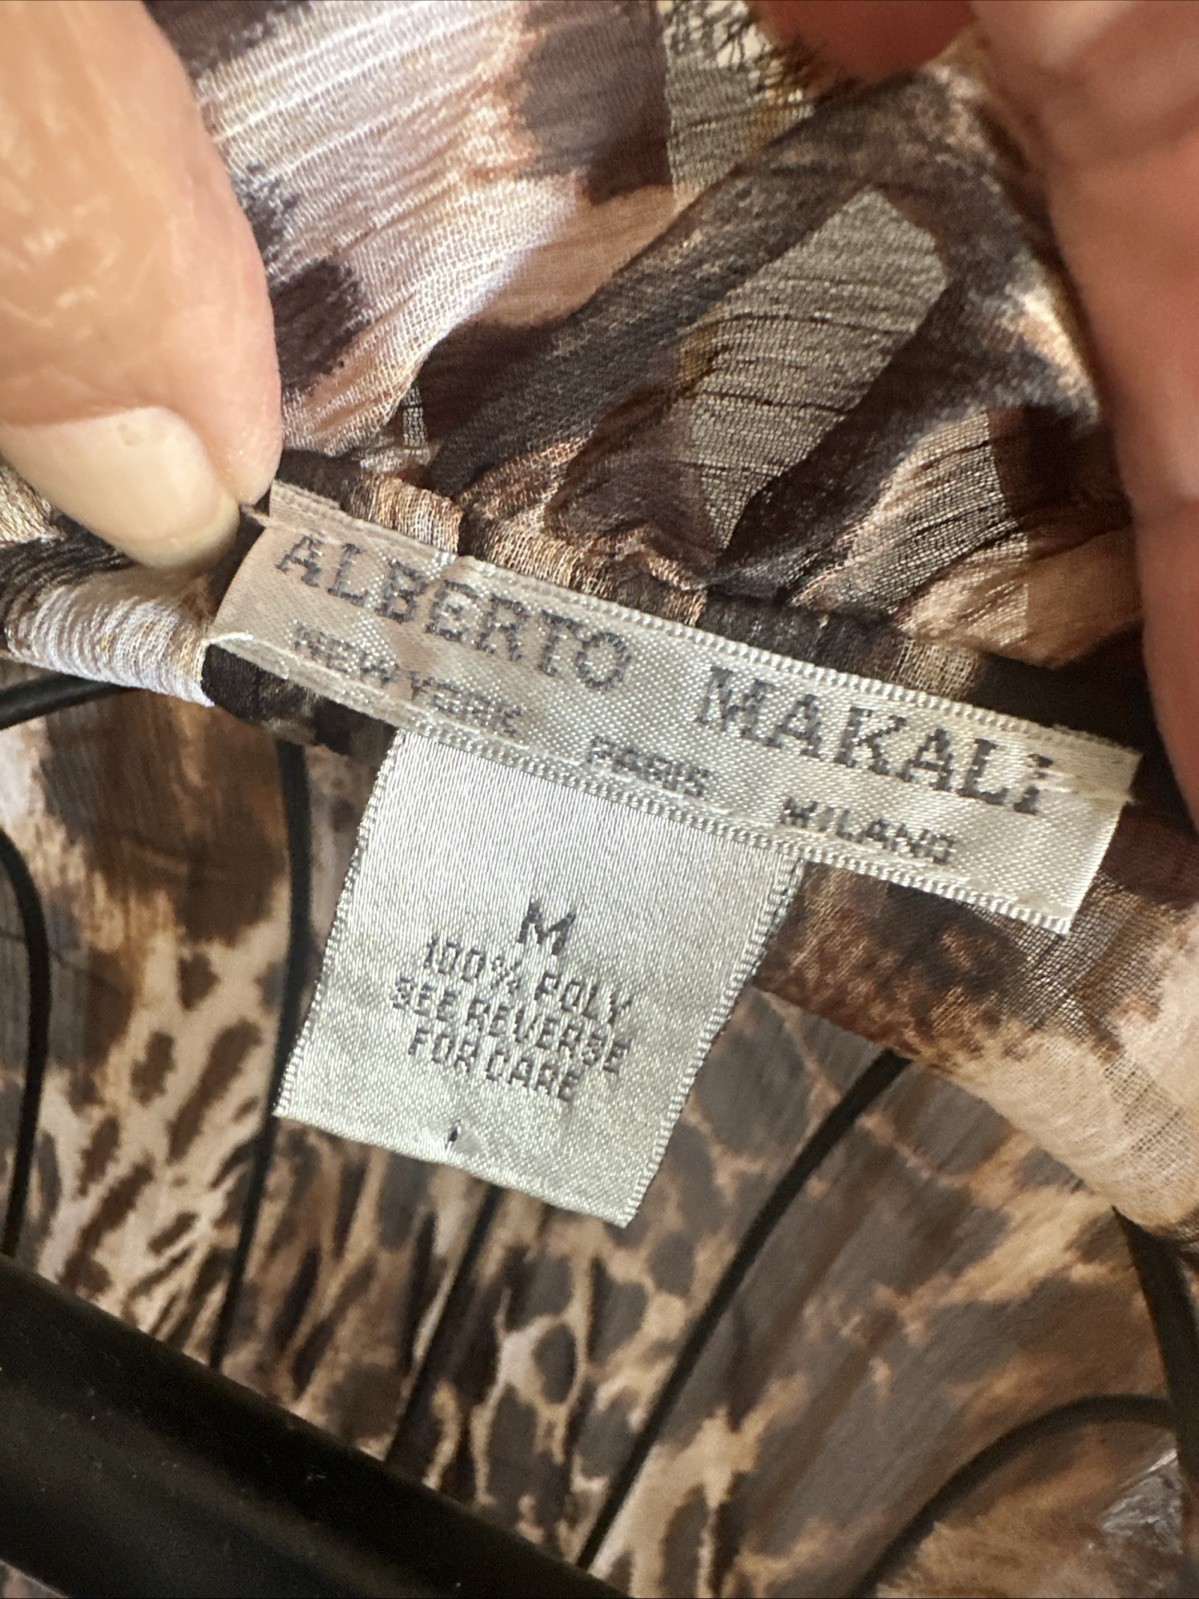 ALBERTO MAKALI
NEW YORK PARIS MILANO
M
100% POLY
SEE REVERSE
FOR CARE